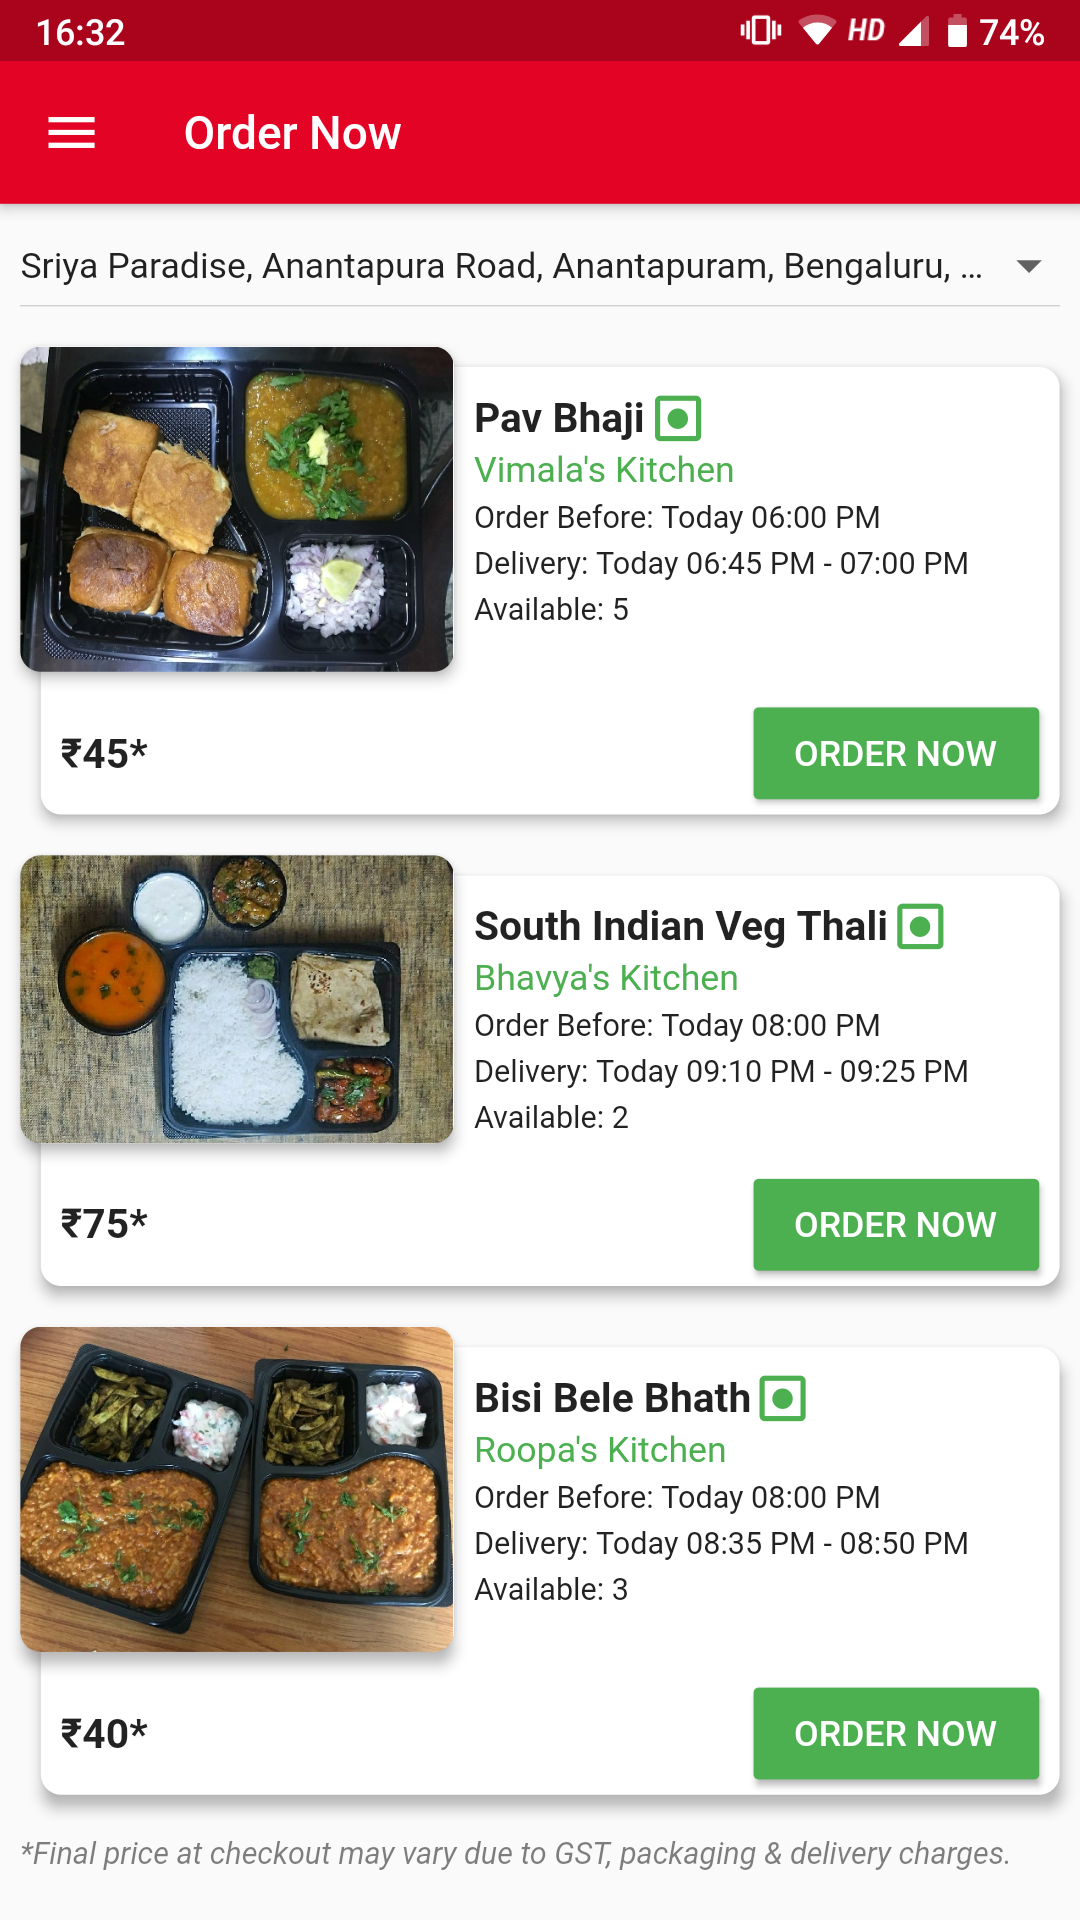 16:32 HD 74%
Order Now
Sriya Paradise, Anantapura Road, Anantapuram, Bengaluru, ...
Pav Bhaji
Vimala's Kitchen
Order Before: Today 06:00 PM
Delivery: Today 06:45 PM - 07:00 PM
Available: 5
₹45* ORDER NOW
South Indian Veg Thali
Bhavya's Kitchen
Order Before: Today 08:00 PM
Delivery: Today 09:10 PM - 09:25 PM
Available: 2
₹75* ORDER NOW
Bisi Bele Bhath
Roopa's Kitchen
Order Before: Today 08:00 PM
Delivery: Today 08:35 PM - 08:50 PM
Available: 3
₹40* ORDER NOW
*Final price at checkout may vary due to GST, packaging & delivery charges.